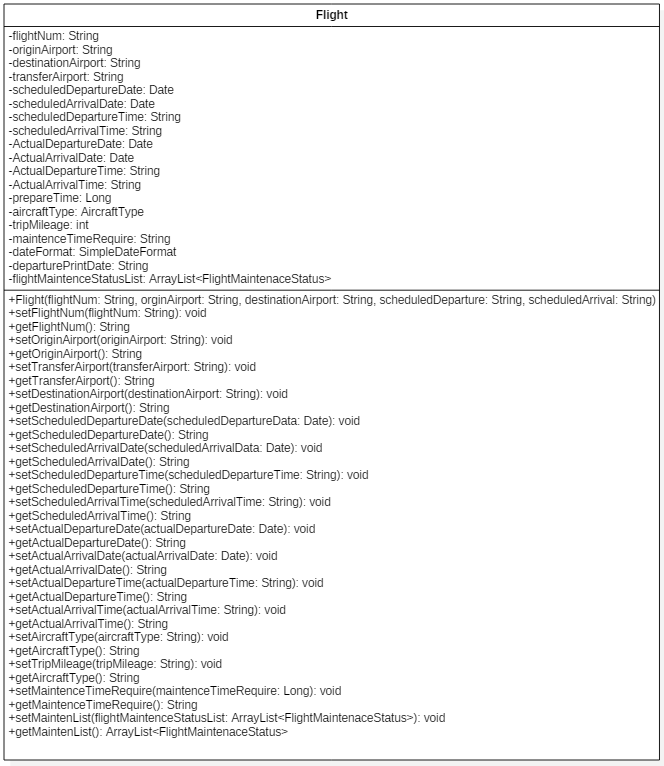 Flight
-flightNum: String
-originAirport: String
-destinationAirport: String
-transferAirport: String
-scheduledDepartureDate: Date
-scheduledArrivalDate: Date
-scheduledDepartureTime: String
-scheduledArrivalTime: String
-ActualDepartureDate: Date
-ActualArrivalDate: Date
-ActualDepartureTime: String
-ActualArrivalTime: String
-prepareTime: Long
-aircraftType: AircraftType
-tripMileage: int
-maintenceTimeRequire: String
-dateFormat: SimpleDateFormat
-departurePrintDate: String
-flightMaintenceStatusList: ArrayList<FlightMaintenaceStatus>
+Flight(flightNum: String, orginAirport: String, destinationAirport: String, scheduledDeparture: String, scheduledArrival: String)
+setFlightNum(flightNum: String): void
+getFlightNum(): String
+setOriginAirport(originAirport: String): void
+getOriginAirport(): String
+setTransferAirport(transferAirport: String): void
+getTransferAirport(): String
+setDestinationAirport(destinationAirport: String): void
+getDestinationAirport(): String
+setScheduledDepartureDate(scheduledDepartureData: Date): void
+getScheduledDepartureDate(): String
+setScheduledArrivalDate(scheduledArrivalData: Date): void
+getScheduledArrivalDate(): String
+setScheduledDepartureTime(scheduledDepartureTime: String): void
+getScheduledDepartureTime(): String
+setScheduledArrivalTime(scheduledArrivalTime: String): void
+getScheduledArrivalTime(): String
+setActualDepartureDate(actualDepartureDate: Date): void
+getActualDepartureDate(): String
+setActualArrivalDate(actualArrivalDate: Date): void
+getActualArrivalDate(): String
+setActualDepartureTime(actualDepartureTime: String): void
+getActualDepartureTime(): String
+setActualArrivalTime(actualArrivalTime: String): void
+getActualArrivalTime(): String
+setAircraftType(aircraftType: String): void
+getAircraftType(): String
+setTripMileage(tripMileage: String): void
+getAircraftType(): String
+setMaintenceTimeRequire(maintenceTimeRequire: Long): void
+getMaintenceTimeRequire(): String
+setMaintenList(flightMaintenceStatusList: ArrayList<FlightMaintenaceStatus>): void
+getMaintenList(): ArrayList<FlightMaintenaceStatus>